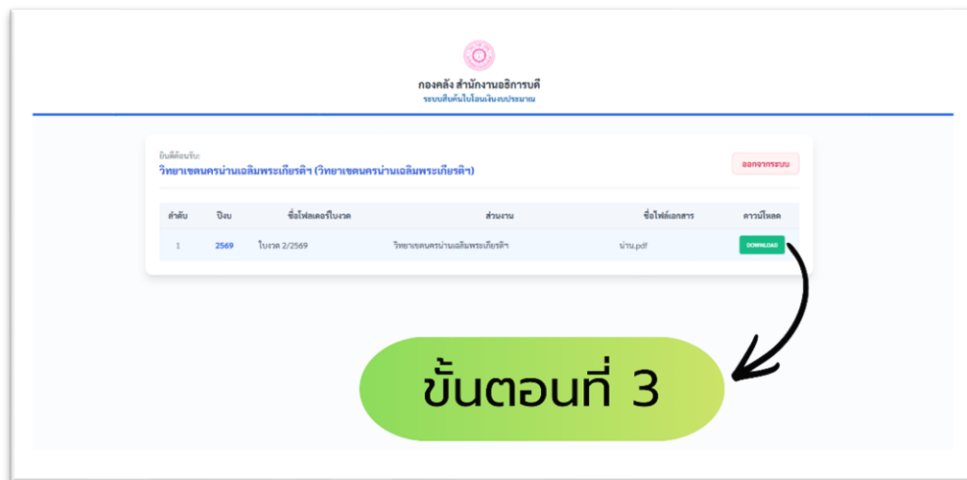 กองคลัง สำนักงานอธิการบดี
ระบบสืบค้นใบโอนเงินงบประมาณ
ยินดีต้อนรับ:
วิทยาเขตนครน่านเฉลิมพระเกียรติฯ (วิทยาเขตนครน่านเฉลิมพระเกียรติฯ)
ออกจากระบบ
ลำดับ ปีงบ ชื่อโฟลเดอร์ใบงวด ส่วนงาน ชื่อไฟล์เอกสาร ดาวน์โหลด
1 2569 ใบงวด 2/2569 วิทยาเขตนครน่านเฉลิมพระเกียรติฯ น่าน.pdf DOWNLOAD
ขั้นตอนที่ 3